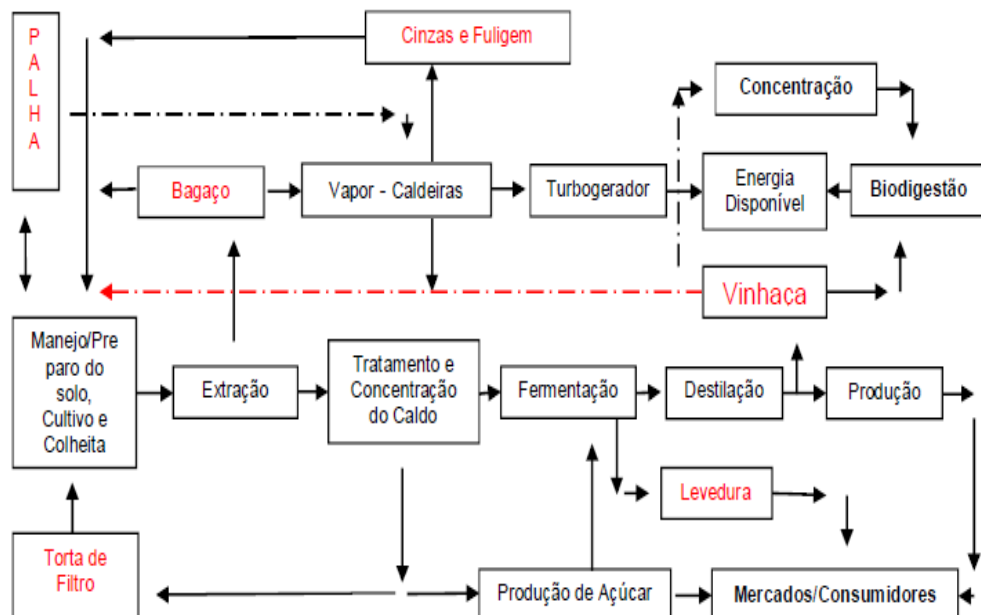 P
A
L
H
A
Cinzas e Fuligem
Concentração
Bagaço
Vapor - Caldeiras
Turbogerador
Energia
Disponível
Biodigestão
Vinhaca
Manejo/Pre
paro do
solo,
Cultivo e
Colheita
Extração
Tratamento e
Concentração
do Caldo
Fermentação
Destilação
Produção
Levedura
Torta de
Filtro
Produção de Açúcar
Mercados/Consumidores